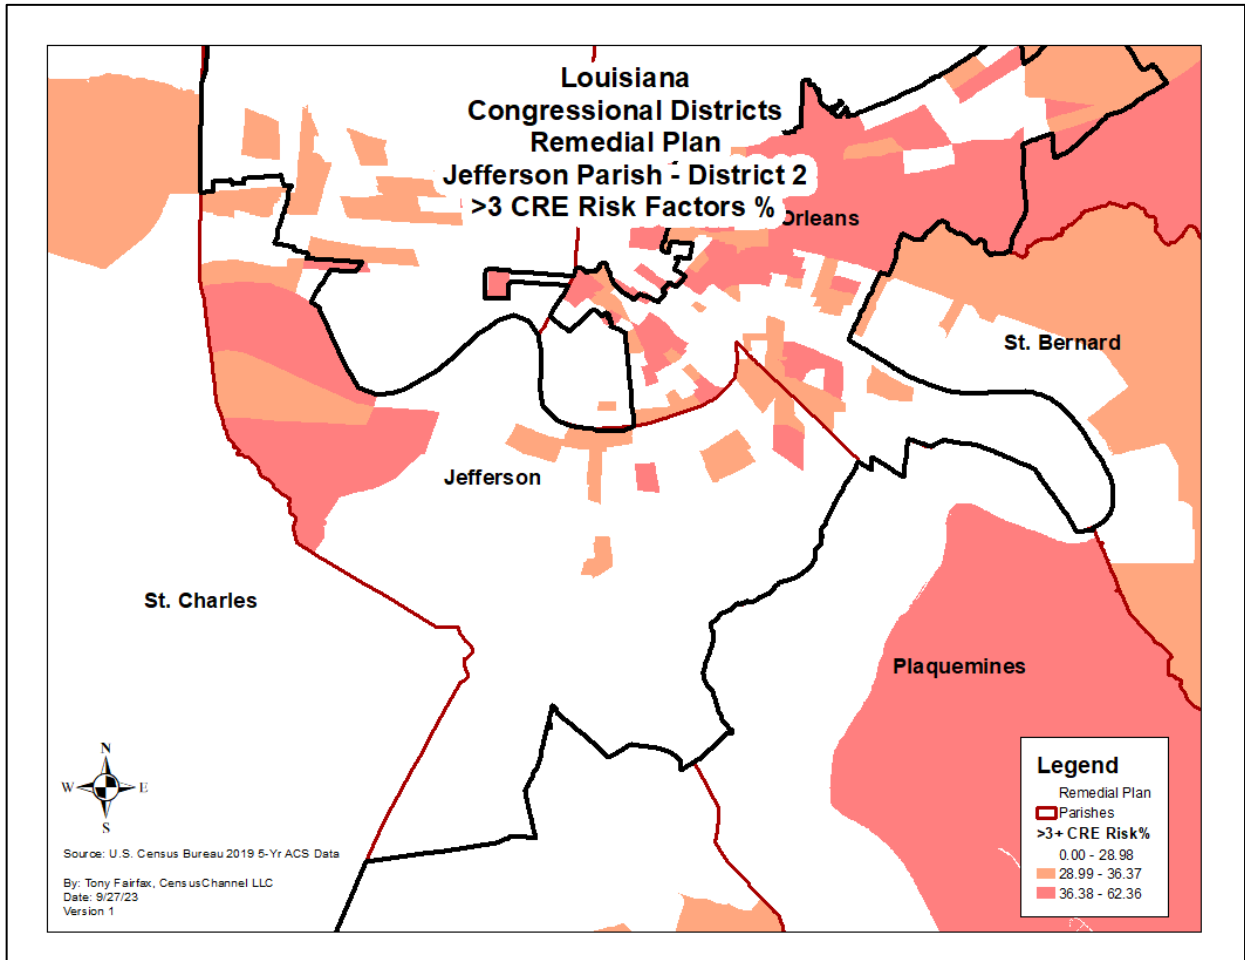 Louisiana
Congressional Districts
Remedial Plan
Jefferson Parish - District 2
>3 CRE Risk Factors %
Orleans
St. Bernard
Jefferson
St. Charles
Plaquemines
N
W E
S
Legend
Remedial Plan
Parishes
>3+ CRE Risk%
0.00 - 28.98
28.99 - 36.37
36.38 - 62.36
Source: U.S. Census Bureau 2019 5-Yr ACS Data
By: Tony Fairfax, CensusChannel LLC
Date: 9/27/23
Version 1